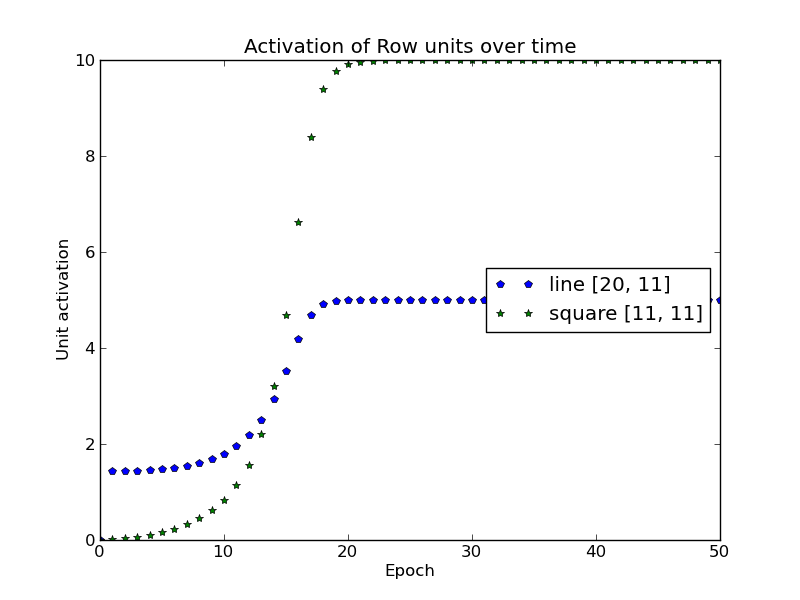 Activation of Row units over time
10
8
6
4
2
0
Unit activation
line [20, 11]
square [11, 11]
0 10 20 30 40 50
Epoch